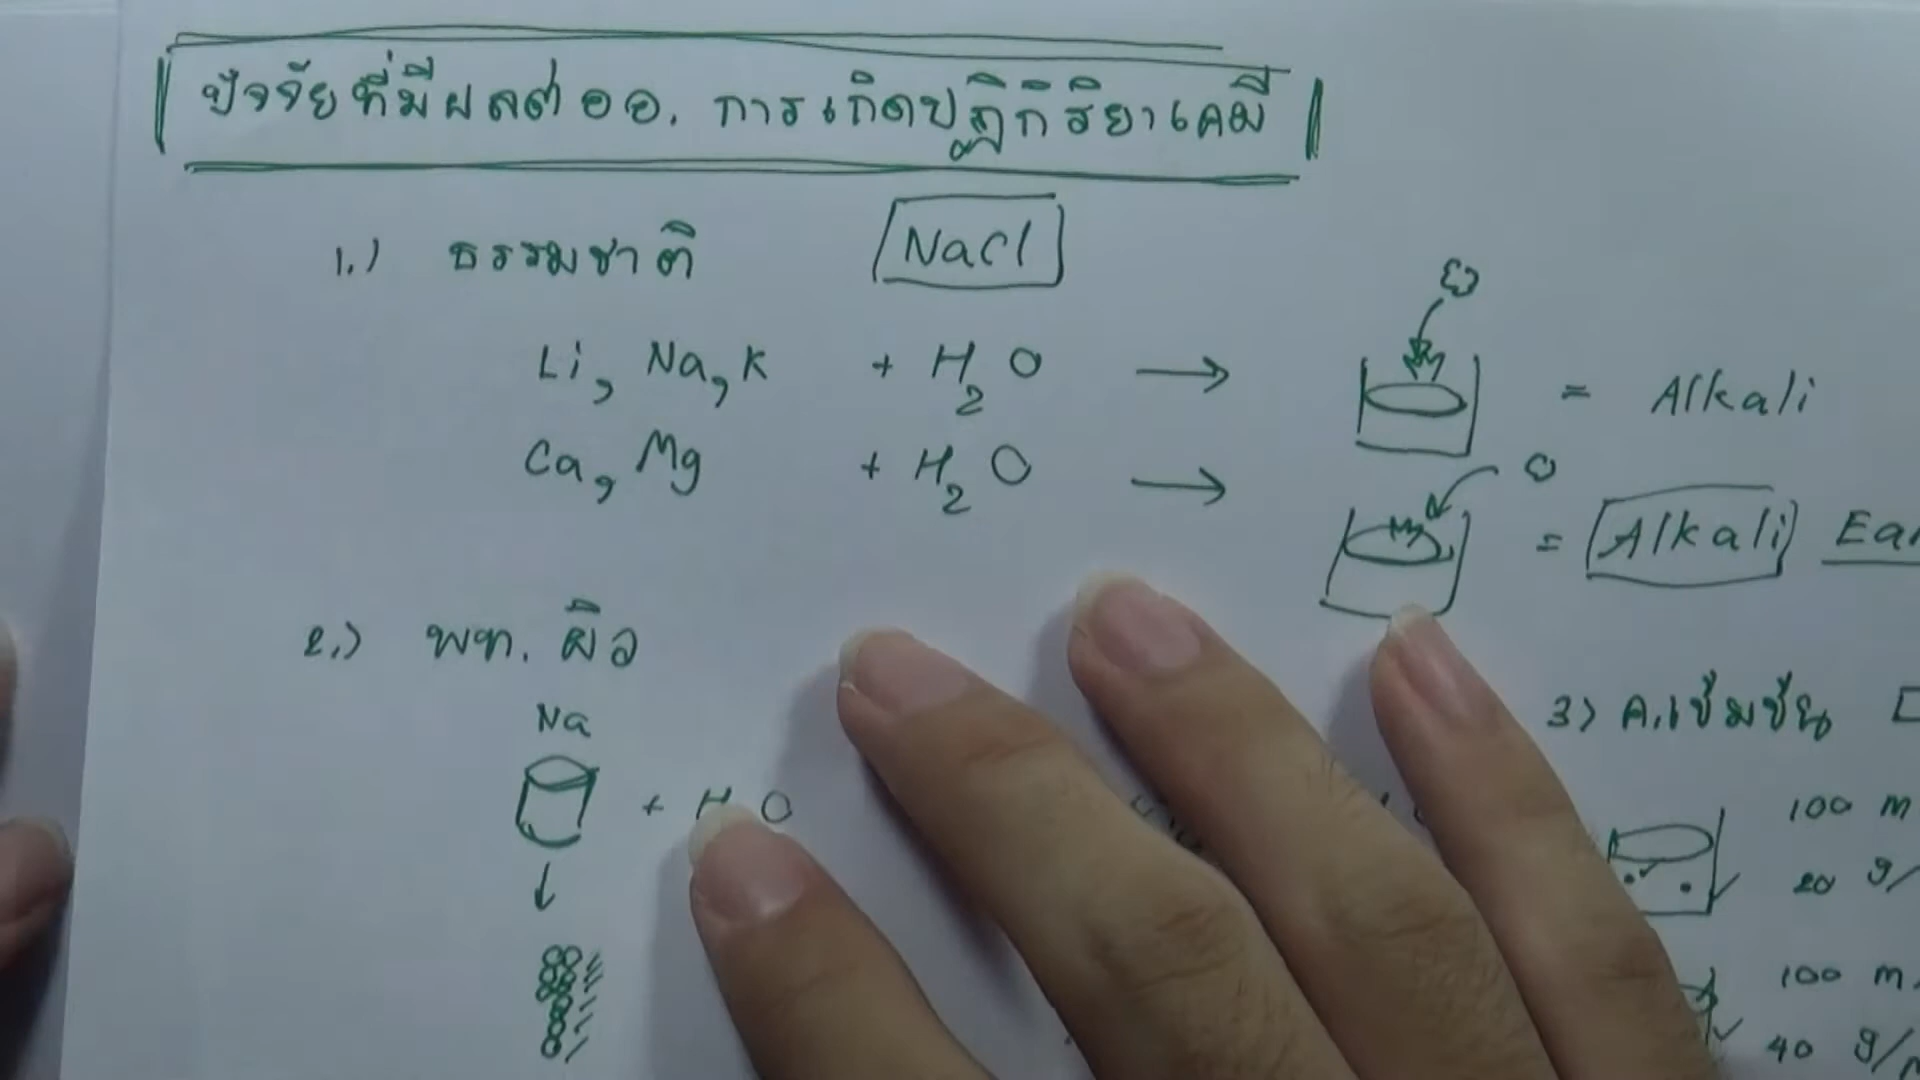 ปัจจัยที่มีผลต่ออ. การเกิดปฏิกิริยาเคมี
1.) ธรรมชาติ NaCl
Li, Na, K + H2O → = Alkali
Ca, Mg + H2O → = Alkali
2.) พท. ผิว
Na
+ H O
3) ค.เข้มข้น
100 m
20 g/
100 m
40 g/